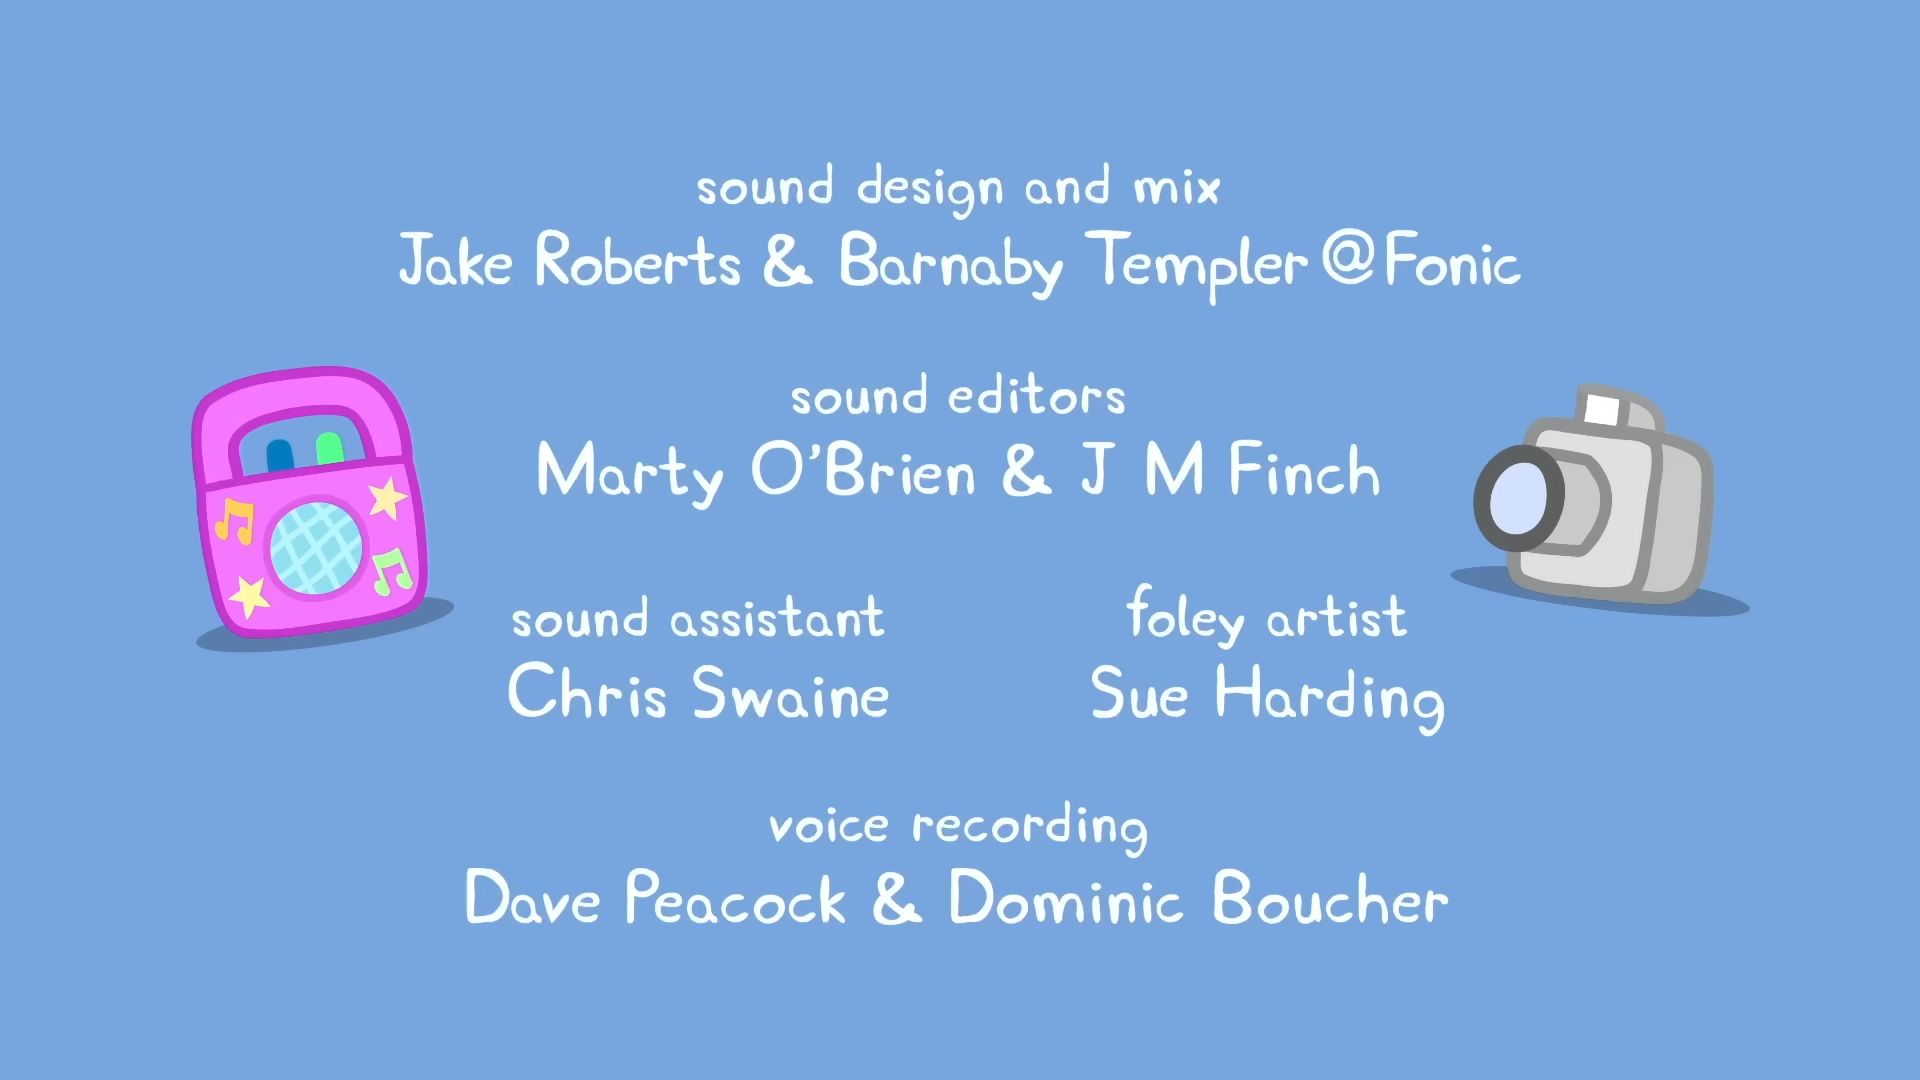 sound design and mix
Jake Roberts & Barnaby Templer @Fonic
sound editors
Marty O'Brien & J M Finch
sound assistant
Chris Swaine
foley artist
Sue Harding
voice recording
Dave Peacock & Dominic Boucher